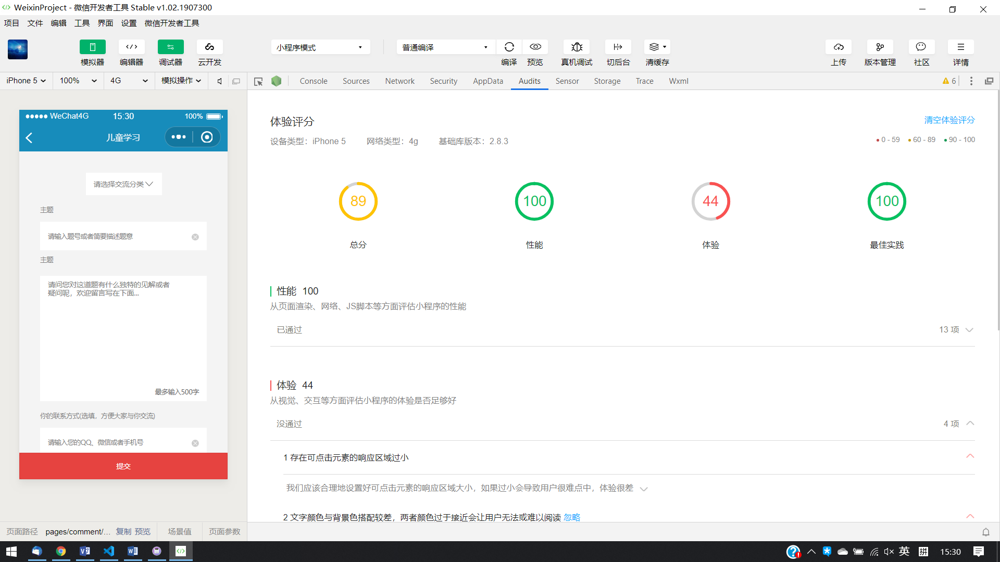 WeixinProject - 微信开发者工具 Stable v1.02.1907300
项目 文件 编辑 工具 界面 设置 微信开发者工具
小程序模式 普通编译
模拟器 编辑器 调试器 云开发 编译 预览 真机调试 切后台 清缓存 上传 版本管理 社区 详情
iPhone 5 100% 4G 模拟操作 Console Sources Network Security AppData Audits Sensor Storage Trace Wxml 6
WeChat4G 15:30 100%
儿童学习
请选择交流分类
主题
请输入题号或者简要描述题意
主题
请问您对这道题有什么独特的见解或者
疑问呢，欢迎留言写在下面...
最多输入500字
你的联系方式(选填，方便大家与你交流)
请输入您的QQ、微信或者手机号
提交
体验评分 清空体验评分
设备类型：iPhone 5 网络类型：4g 基础库版本：2.8.3 0 - 59 60 - 89 90 - 100
89 100 44 100
总分 性能 体验 最佳实践
性能 100
从页面渲染、网络、JS脚本等方面评估小程序的性能
已通过 13 项
体验 44
从视觉、交互等方面评估小程序的体验是否足够好
没通过 4 项
1 存在可点击元素的响应区域过小
我们应该合理地设置好可点击元素的响应区域大小，如果过小会导致用户很难点中，体验很差
2 文字颜色与背景色搭配较差，两者颜色过于接近会让用户无法或难以阅读 忽略
页面路径 pages/comment/... 复制 预览 场景值 页面参数
英 拼 15:30